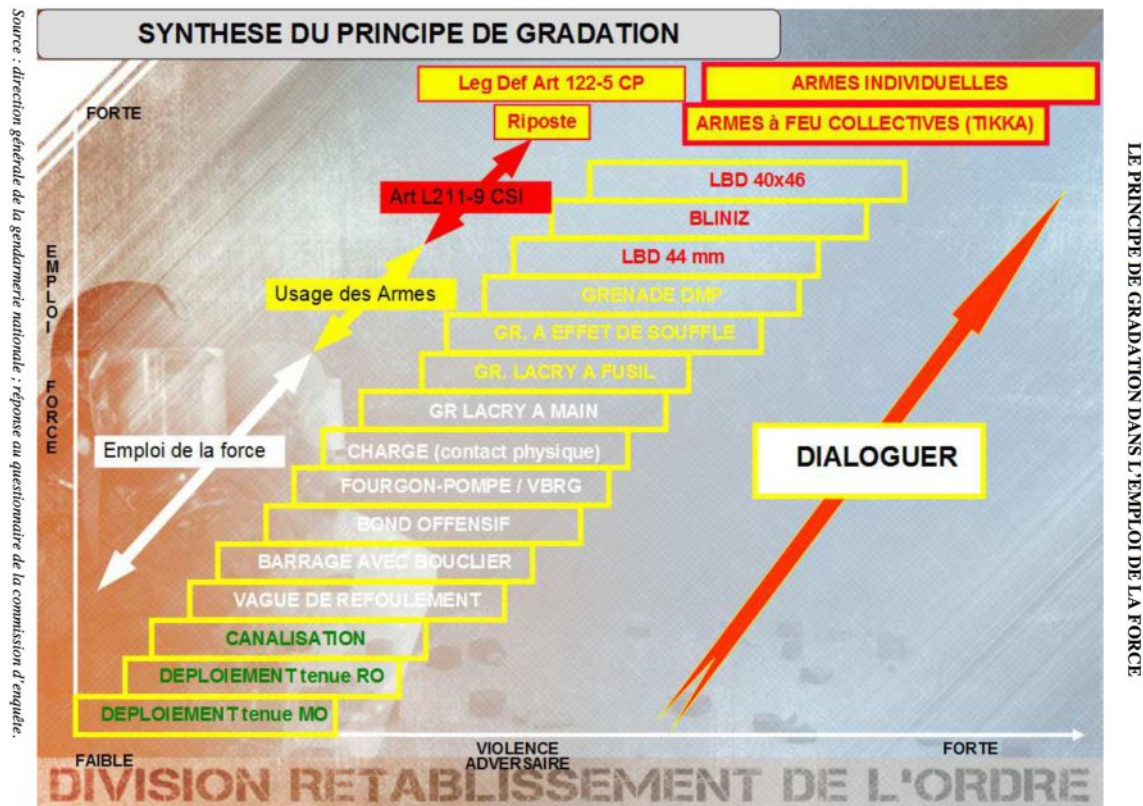 SYNTHESE DU PRINCIPE DE GRADATION
Leg Def Art 122-5 CP
ARMES INDIVIDUELLES
FORTE
Riposte
ARMES à FEU COLLECTIVES (TIKKA)
LBD 40x46
Art L211-9 CSI
BLINIZ
LBD 44 mm
Usage des Armes
GRENADE DMP
GR. A EFFET DE SOUFFLE
GR. LACRY A FUSIL
EMPLOI FORCE
GR LACRY A MAIN
Emploi de la force
CHARGE (contact physique)
DIALOGUER
FOURGON-POMPE / VBRG
BOND OFFENSIF
BARRAGE AVEC BOUCLIER
VAGUE DE REFOULEMENT
CANALISATION
DEPLOIEMENT tenue RO
DEPLOIEMENT tenue MO
FAIBLE
VIOLENCE
ADVERSAIRE
FORTE
DIVISION RETABLISSEMENT DE L'ORDRE
Source : direction générale de la gendarmerie nationale ; réponse au questionnaire de la commission d'enquête.
LE PRINCIPE DE GRADATION DANS L'EMPLOI DE LA FORCE